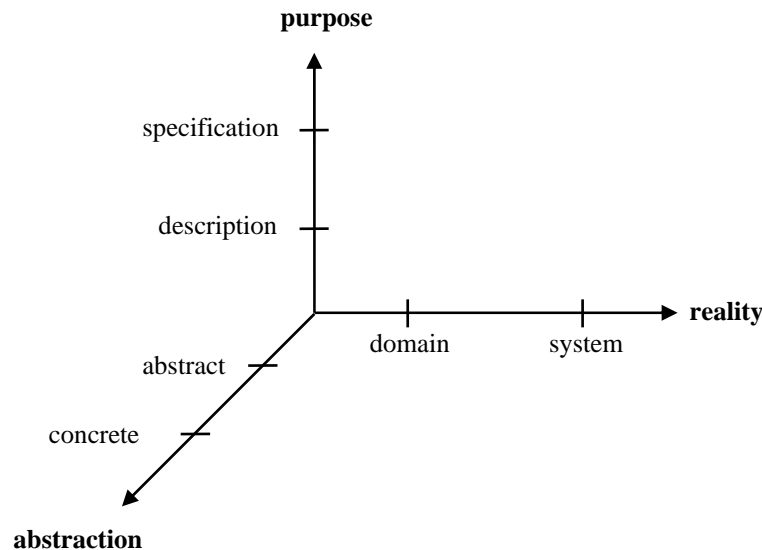 purpose
specification
description
reality
domain
system
abstract
concrete
abstraction